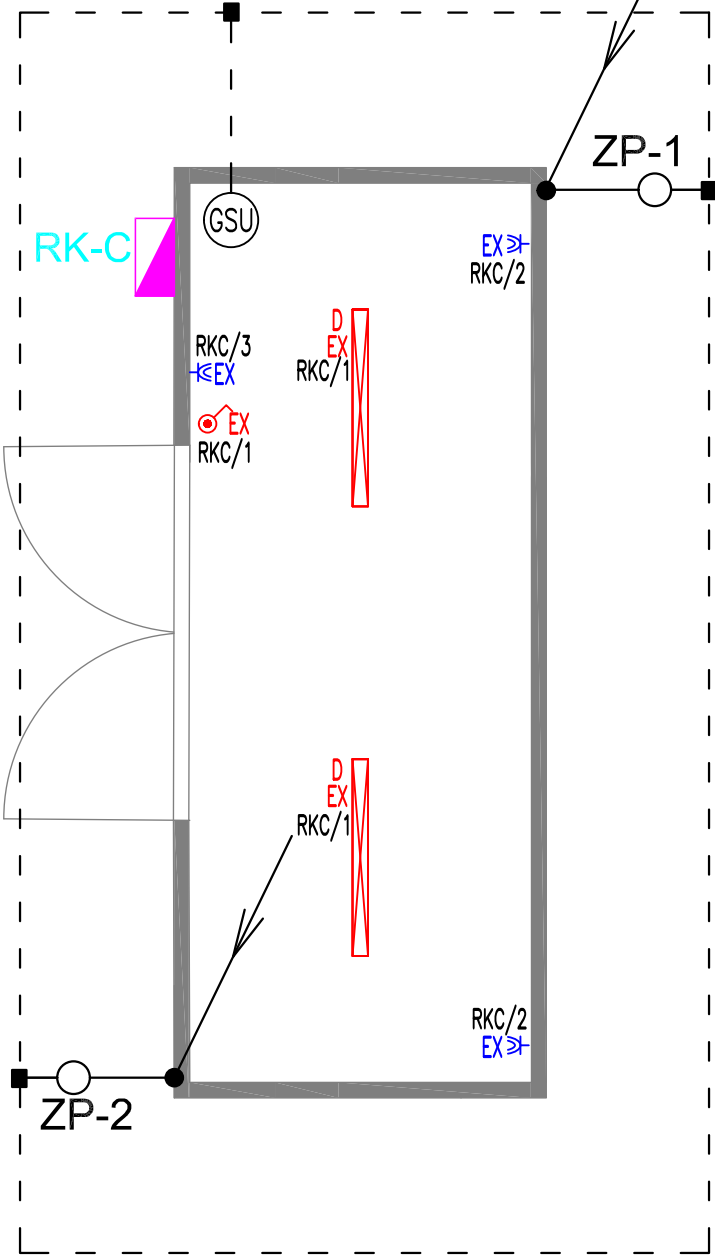 ZP-1
GSU
RK-C
EX
RKC/2
D
EX
RKC/1
RKC/3
EX
EX
RKC/1
D
EX
RKC/1
RKC/2
EX
ZP-2